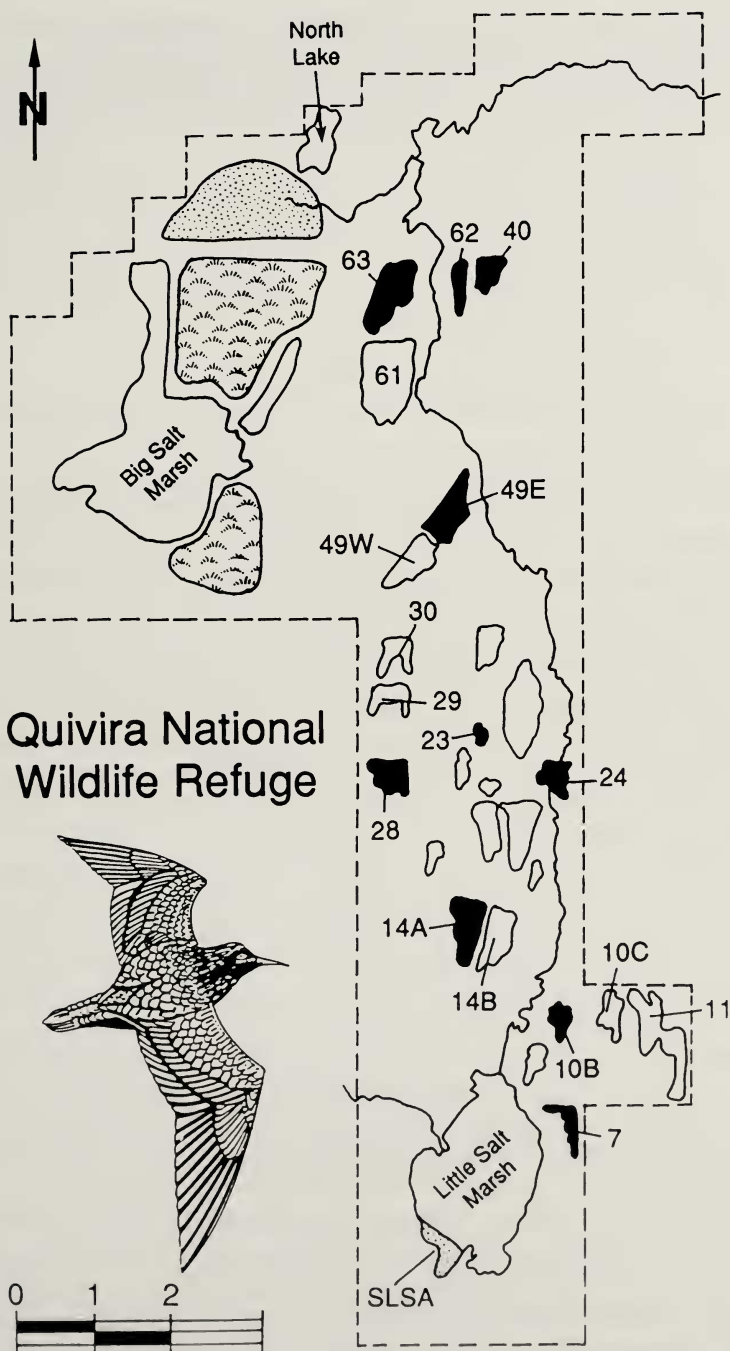 North
Lake
N
62
40
63
61
Big Salt
Marsh
49E
49W
30
29
Quivira National
Wildlife Refuge
23
24
28
14A
14B
10C
11
10B
7
Little Salt
Marsh
SLSA
0 1 2